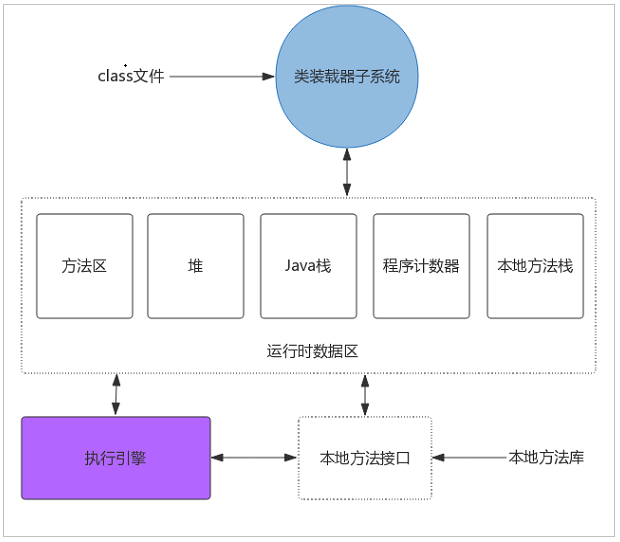 class文件
类装载器子系统
方法区
堆
Java栈
程序计数器
本地方法栈
运行时数据区
执行引擎
本地方法接口
本地方法库